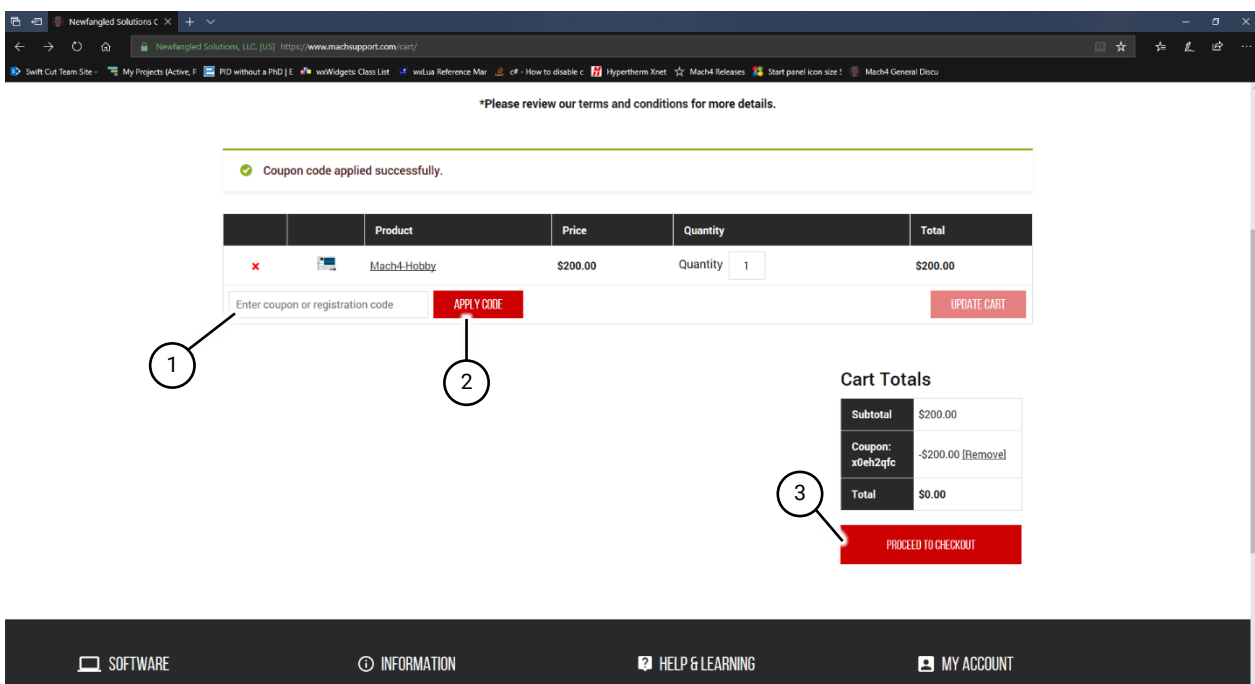 Newfangled Solutions C
Newfangled Solutions, LLC. [US] https://www.machsupport.com/cart/
Swift Cut Team Site - My Projects (Active, F PID without a PhD | E wxWidgets: Class List wxLua Reference Mar c# - How to disable c Hypertherm Xnet Mach4 Releases Start panel icon size ! Mach4 General Discu
*Please review our terms and conditions for more details.
Coupon code applied successfully.
Product Price Quantity Total
Mach4-Hobby $200.00 Quantity 1 $200.00
Enter coupon or registration code APPLY CODE UPDATE CART
1
2
Cart Totals
Subtotal $200.00
Coupon:
x0eh2qfc -$200.00 [Remove]
Total $0.00
3
PROCEED TO CHECKOUT
SOFTWARE INFORMATION HELP & LEARNING MY ACCOUNT